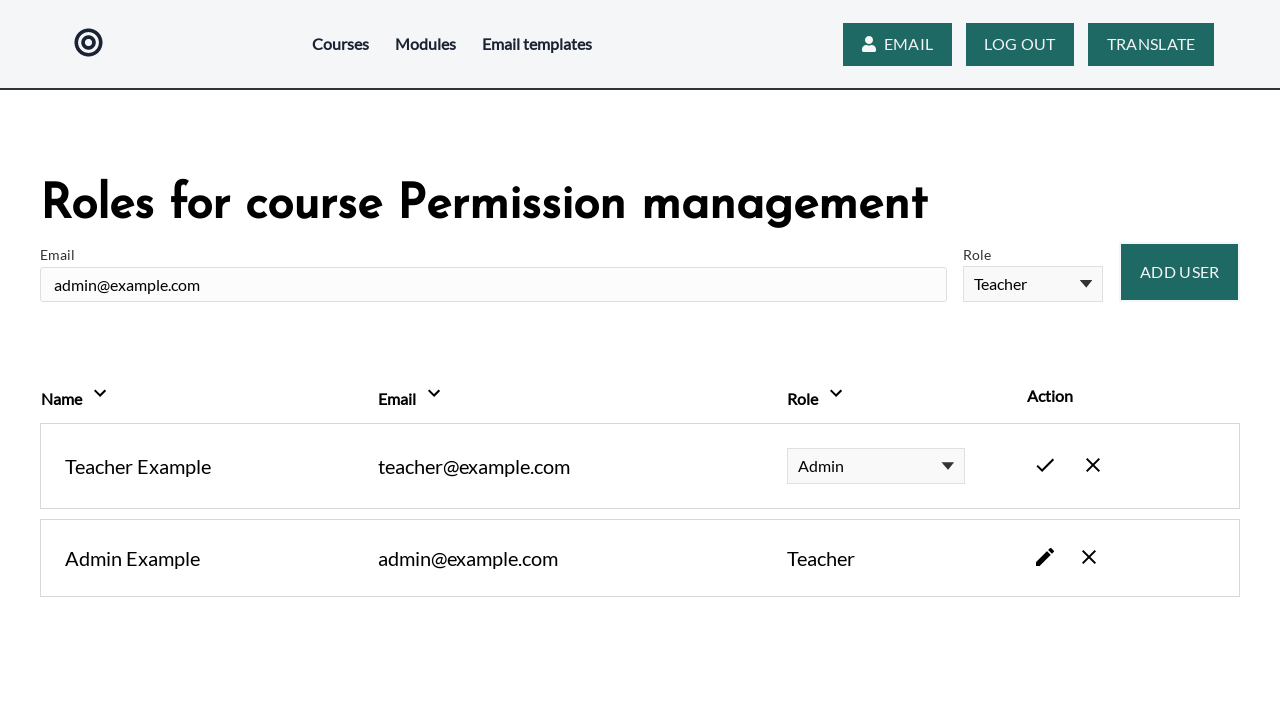 Courses Modules Email templates EMAIL LOG OUT TRANSLATE
Roles for course Permission management
Email Role
admin@example.com Teacher ADD USER
Name Email Role Action
Teacher Example teacher@example.com Admin
Admin Example admin@example.com Teacher